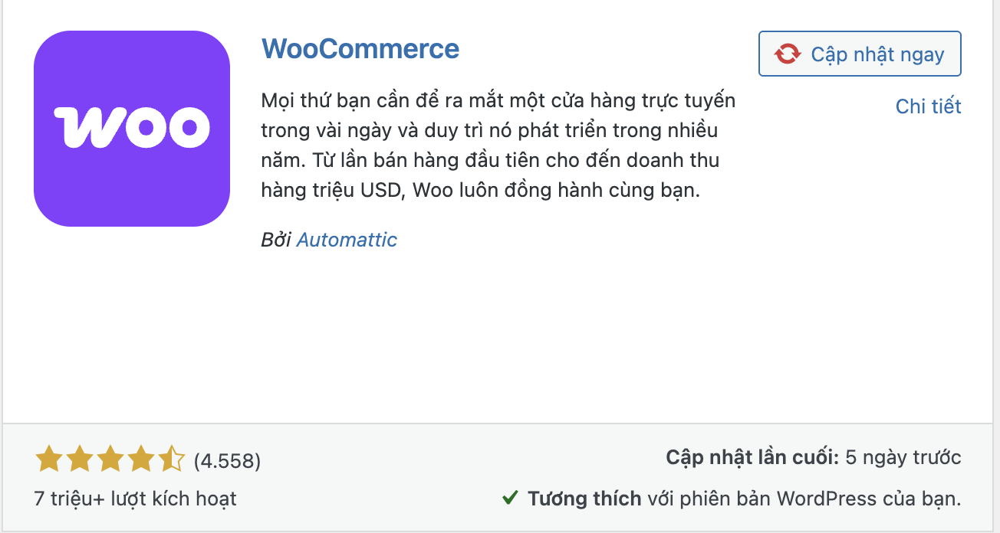 woo
WooCommerce
Cập nhật ngay
Chi tiết
Mọi thứ bạn cần để ra mắt một cửa hàng trực tuyến
trong vài ngày và duy trì nó phát triển trong nhiều
năm. Từ lần bán hàng đầu tiên cho đến doanh thu
hàng triệu USD, Woo luôn đồng hành cùng bạn.
Bởi Automattic
(4.558)
7 triệu+ lượt kích hoạt
Cập nhật lần cuối: 5 ngày trước
Tương thích với phiên bản WordPress của bạn.